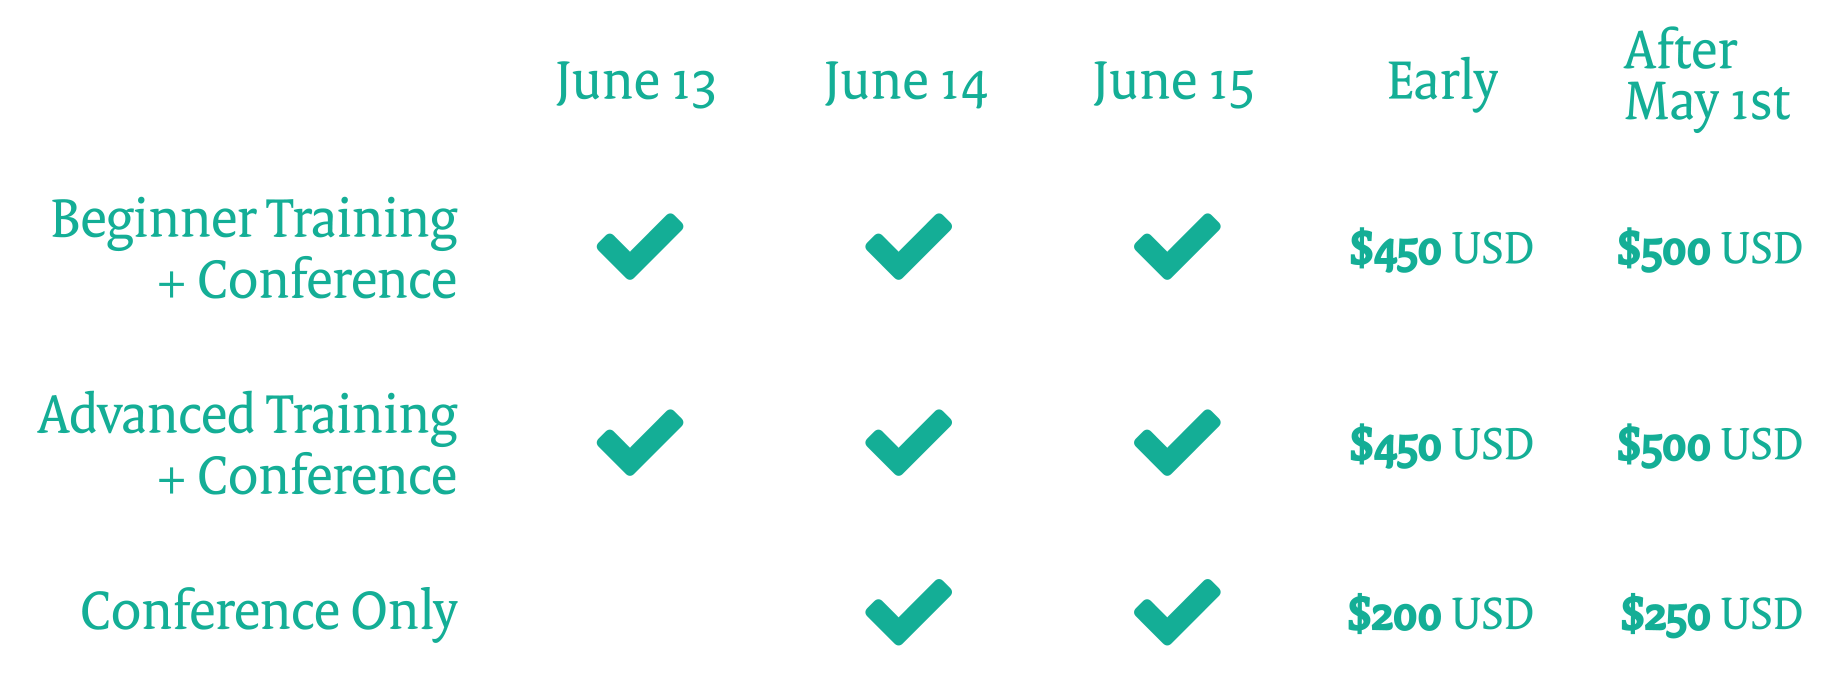 June 13 June 14 June 15 Early After
May 1st
Beginner Training
+ Conference
$450 USD $500 USD
Advanced Training
+ Conference
$450 USD $500 USD
Conference Only $200 USD $250 USD